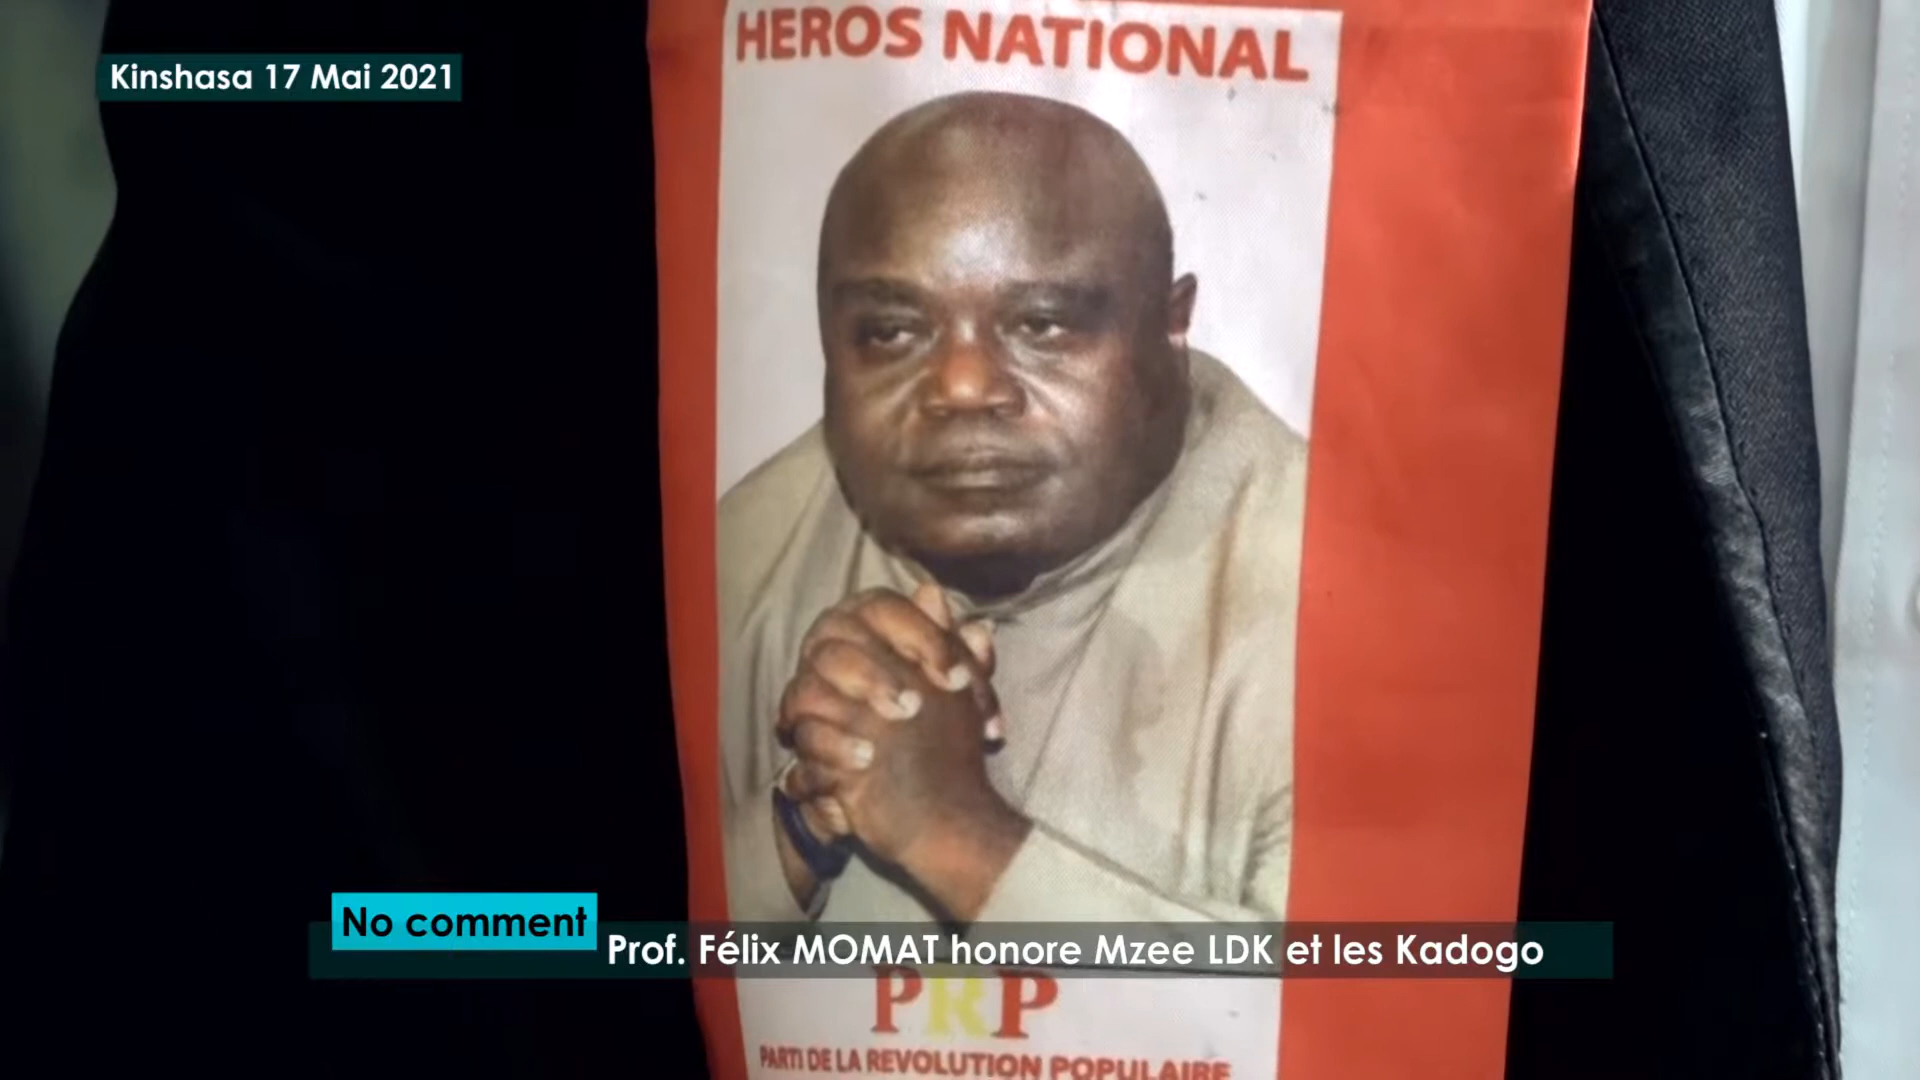 HEROS NATIONAL
Kinshasa 17 Mai 2021
No comment
Prof. Félix MOMAT honore Mzee LDK et les Kadogo
PRP
PARTI DE LA REVOLUTION POPULAIRE